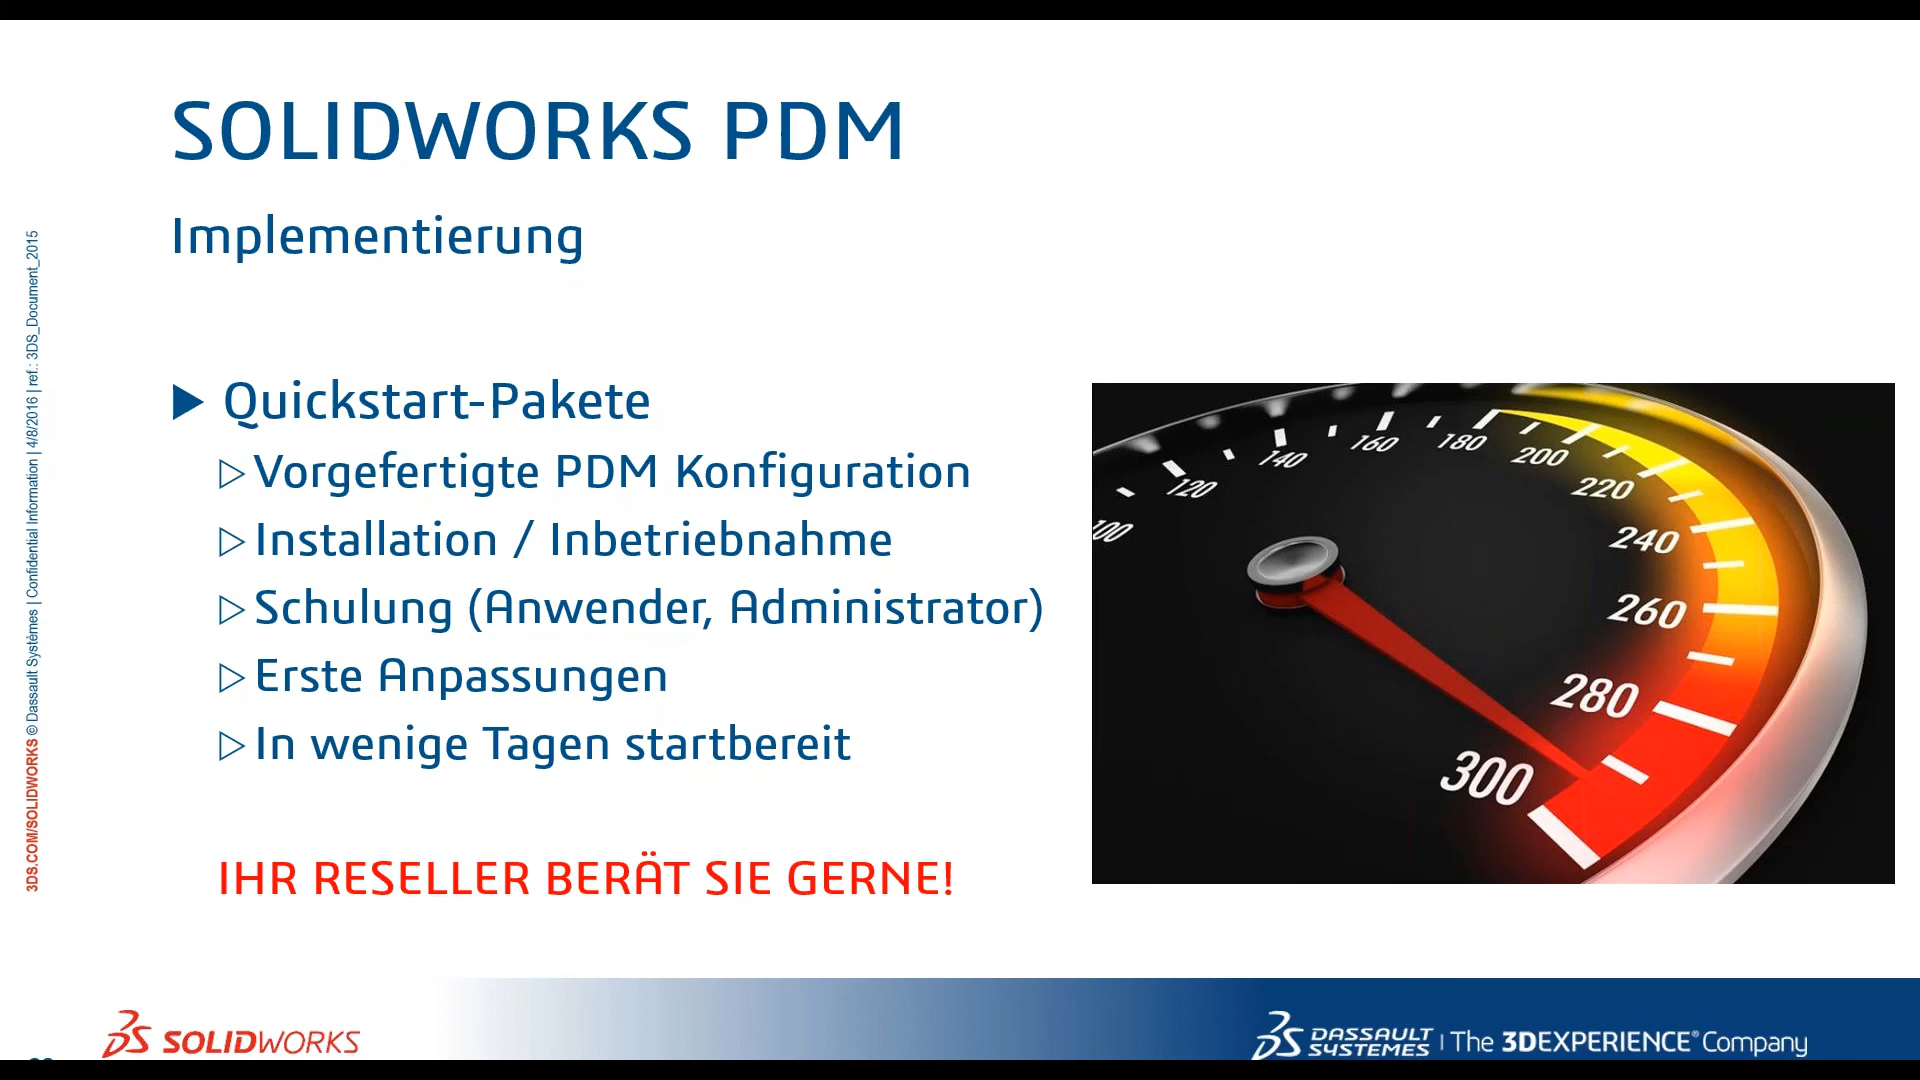 SOLIDWORKS PDM
Implementierung
3DS.COM/SOLIDWORKS © Dassault Systèmes | Confidential Information | 4/8/2016 | ref.: 3DS_Document_2015
▶ Quickstart-Pakete
▷ Vorgefertigte PDM Konfiguration
▷ Installation / Inbetriebnahme
▷ Schulung (Anwender, Administrator)
▷ Erste Anpassungen
▷ In wenige Tagen startbereit
IHR RESELLER BERÄT SIE GERNE!
100
120
140
160
180
200
220
240
260
280
300
SOLIDWORKS
DASSAULT SYSTEMES | The 3DEXPERIENCE® Company